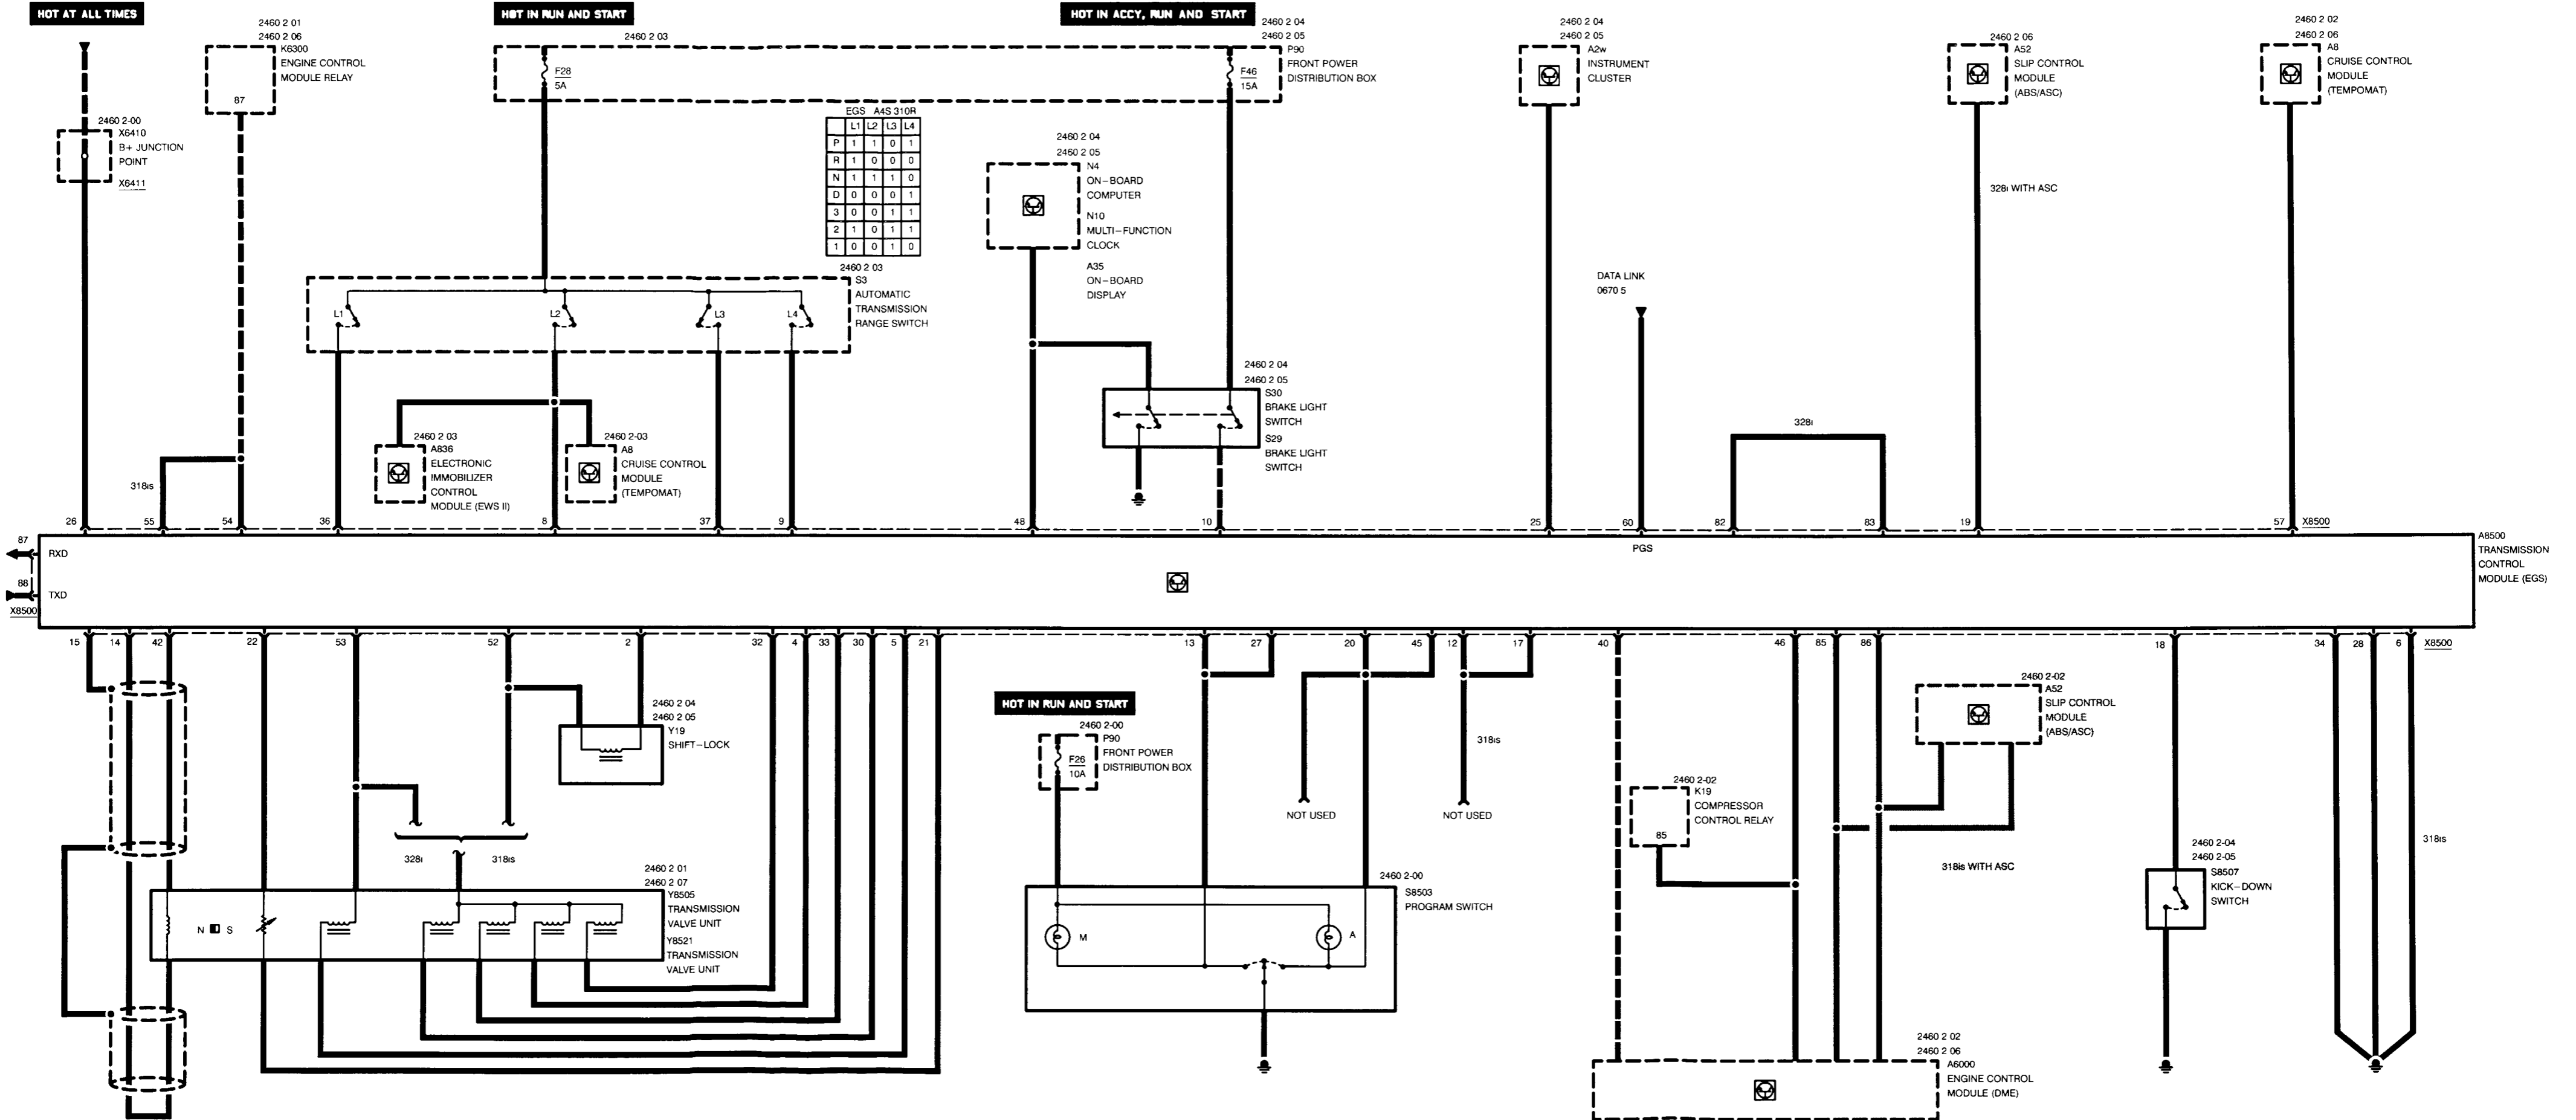 HOT AT ALL TIMES
HOT IN RUN AND START
HOT IN ACCY, RUN AND START
2460 2 01
2460 2 06
K6300
ENGINE CONTROL
MODULE RELAY
87
2460 2-00
X6410
B+ JUNCTION
POINT
X6411
2460 2 03
F28
5A
2460 2 04
2460 2 05
P90
FRONT POWER
DISTRIBUTION BOX
F46
15A
EGS A4S 310R
L1 L2 L3 L4
P 1 1 0 1
R 1 0 0 0
N 1 1 1 0
D 0 0 0 1
3 0 0 1 1
2 1 0 1 1
1 0 0 1 0
2460 2 03
S3
AUTOMATIC
TRANSMISSION
RANGE SWITCH
L1
L2
L3
L4
2460 2 04
2460 2 05
N4
ON-BOARD
COMPUTER
N10
MULTI-FUNCTION
CLOCK
A35
ON-BOARD
DISPLAY
2460 2 04
2460 2 05
A2w
INSTRUMENT
CLUSTER
2460 2 06
A52
SLIP CONTROL
MODULE
(ABS/ASC)
2460 2 02
2460 2 06
A8
CRUISE CONTROL
MODULE
(TEMPOMAT)
328i WITH ASC
DATA LINK
0670 5
2460 2 04
2460 2 05
S30
BRAKE LIGHT
SWITCH
S29
BRAKE LIGHT
SWITCH
2460 2 03
A836
ELECTRONIC
IMMOBILIZER
CONTROL
MODULE (EWS II)
2460 2-03
A8
CRUISE CONTROL
MODULE
(TEMPOMAT)
318is
328i
26 55 54 36 8 37 9 48 10 25 60 82 83 19 57 X8500
87
RXD
88
TXD
X8500
PGS
A8500
TRANSMISSION
CONTROL
MODULE (EGS)
15 14 42 22 53 52 2 32 4 33 30 5 21 13 27 20 45 12 17 40 46 85 86 18 34 28 6 X8500
2460 2 04
2460 2 05
Y19
SHIFT-LOCK
328i
318is
2460 2 01
2460 2 07
Y8505
TRANSMISSION
VALVE UNIT
Y8521
TRANSMISSION
VALVE UNIT
N S
HOT IN RUN AND START
2460 2-00
P90
FRONT POWER
DISTRIBUTION BOX
F26
10A
NOT USED
318is
NOT USED
2460 2-00
S8503
PROGRAM SWITCH
M
A
2460 2-02
K19
COMPRESSOR
CONTROL RELAY
85
2460 2-02
A52
SLIP CONTROL
MODULE
(ABS/ASC)
318is WITH ASC
2460 2-04
2460 2-05
S8507
KICK-DOWN
SWITCH
318is
2460 2 02
2460 2 06
A6000
ENGINE CONTROL
MODULE (DME)